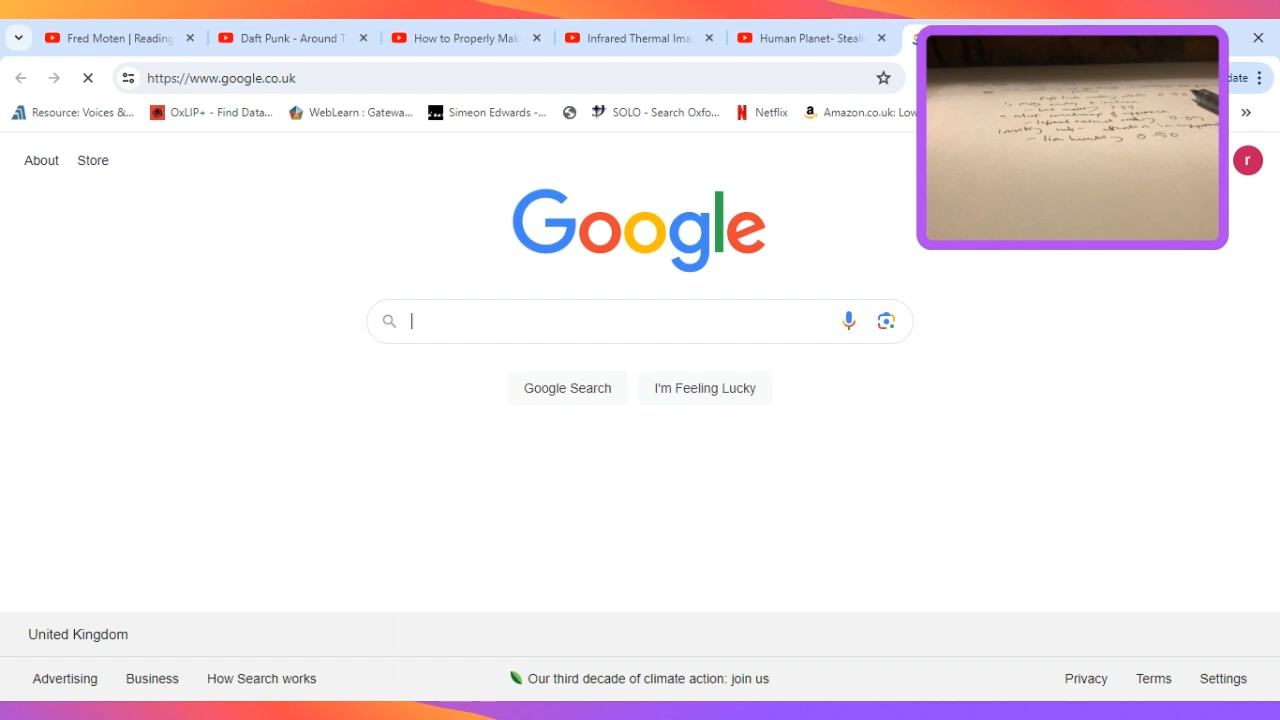 Fred Moten | Reading
Daft Punk - Around T
How to Properly Mak
Infrared Thermal Ima
Human Planet- Steali
https://www.google.co.uk
date
Resource: Voices &...
OxLIP+ - Find Data...
WebLearn : Gatewa...
Simeon Edwards -...
SOLO - Search Oxfo...
Netflix
Amazon.co.uk: Low
»
About
Store
r
Google
Google Search
I'm Feeling Lucky
United Kingdom
Advertising
Business
How Search works
Our third decade of climate action: join us
Privacy
Terms
Settings